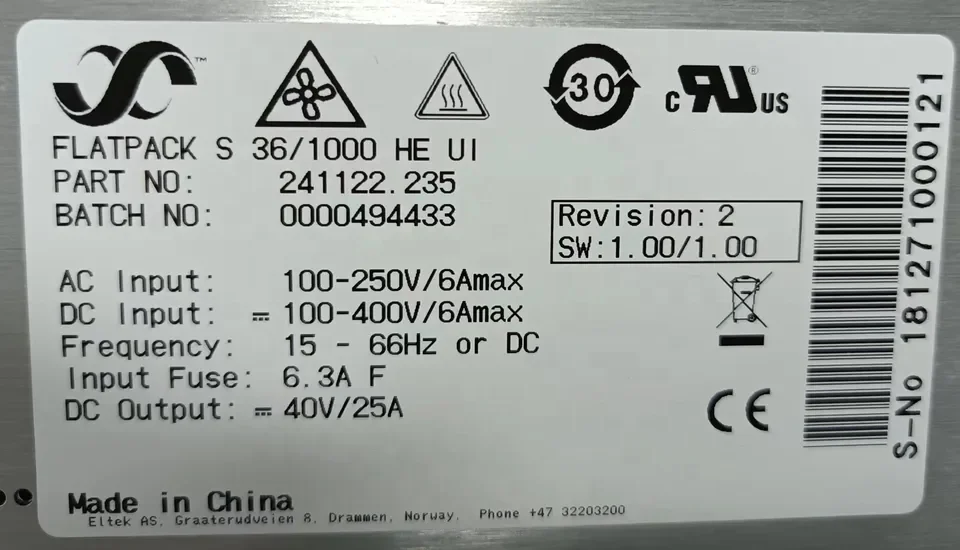 ™
30
c RU® US
FLATPACK S 36/1000 HE UI
PART NO: 241122.235
BATCH NO: 0000494433
Revision: 2
SW:1.00/1.00
AC Input: 100-250V/6Amax
DC Input: ⎓ 100-400V/6Amax
Frequency: 15 - 66Hz or DC
Input Fuse: 6.3A F
DC Output: ⎓ 40V/25A
CE
S-No 181271000121
Made in China
Eltek AS, Graaterudveien 8, Drammen, Norway, Phone +47 32203200